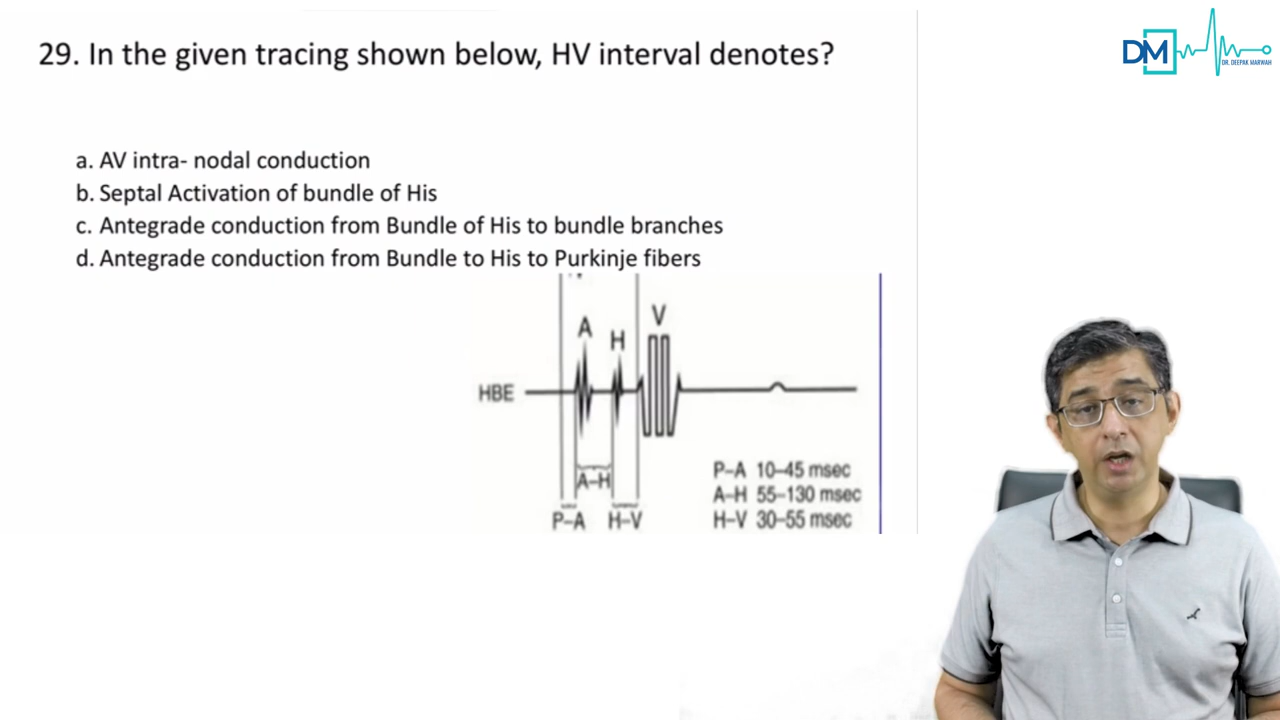 DM
DR. DEEPAK MARWAH
29. In the given tracing shown below, HV interval denotes?
a. AV intra- nodal conduction
b. Septal Activation of bundle of His
c. Antegrade conduction from Bundle of His to bundle branches
d. Antegrade conduction from Bundle to His to Purkinje fibers
A
H
V
HBE
A–H
P–A H–V
P–A 10–45 msec
A–H 55–130 msec
H–V 30–55 msec